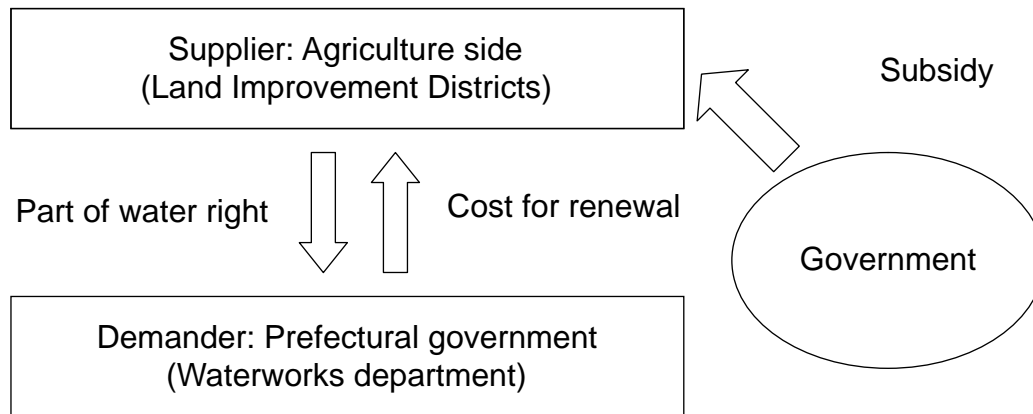 Supplier: Agriculture side
(Land Improvement Districts)
Subsidy
Part of water right
Cost for renewal
Government
Demander: Prefectural government
(Waterworks department)